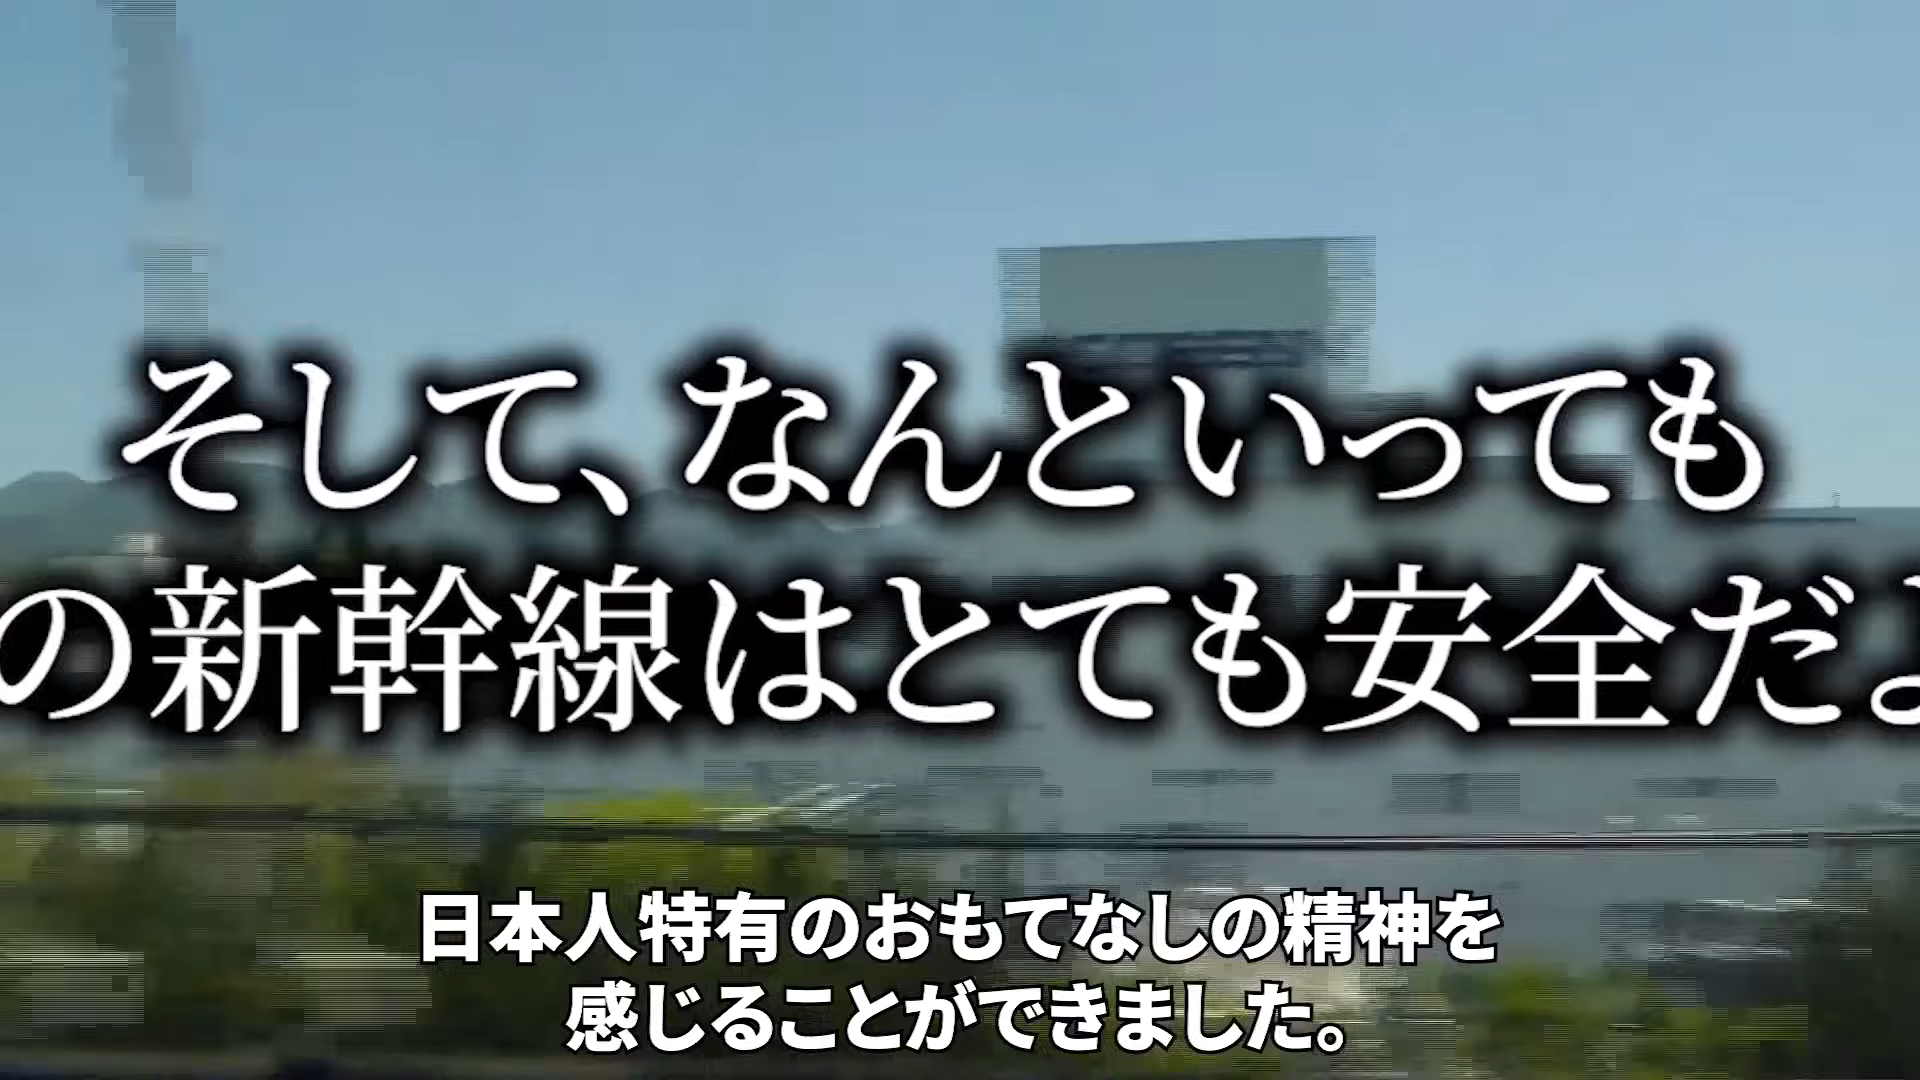 そして、なんといっても
の新幹線はとても安全だよ
日本人特有のおもてなしの精神を
感じることができました。